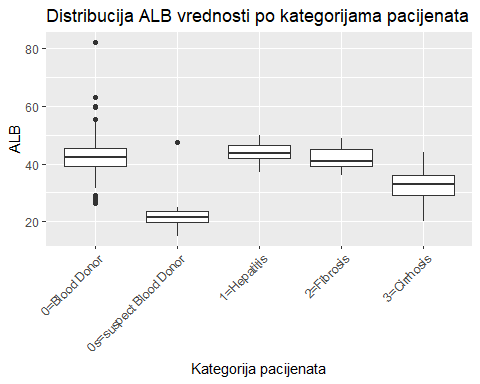 Distribucija ALB vrednosti po kategorijama pacijenata
ALB
80
60
40
20
0=Blood Donor
0s=suspect Blood Donor
1=Hepatitis
2=Fibrosis
3=Cirrhosis
Kategorija pacijenata